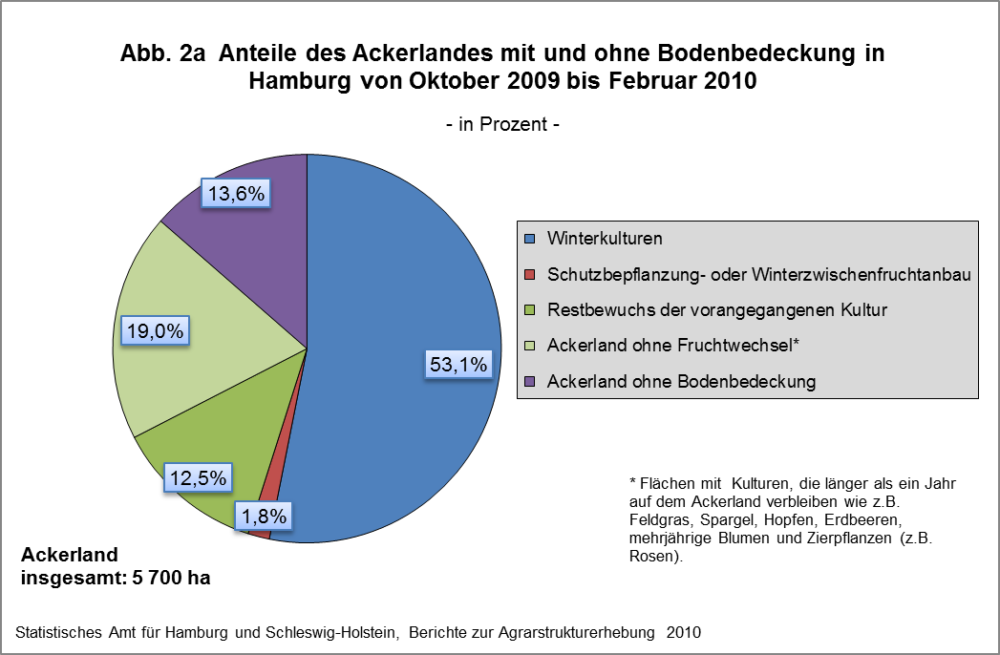 Abb. 2a  Anteile des Ackerlandes mit und ohne Bodenbedeckung in
Hamburg von Oktober 2009 bis Februar 2010
- in Prozent -
13,6%
19,0%
53,1%
12,5%
1,8%
Winterkulturen
Schutzbepflanzung- oder Winterzwischenfruchtanbau
Restbewuchs der vorangegangenen Kultur
Ackerland ohne Fruchtwechsel*
Ackerland ohne Bodenbedeckung
* Flächen mit  Kulturen, die länger als ein Jahr
auf dem Ackerland verbleiben wie z.B.
Feldgras, Spargel, Hopfen, Erdbeeren,
mehrjährige Blumen und Zierpflanzen (z.B.
Rosen).
Ackerland
insgesamt: 5 700 ha
Statistisches Amt für Hamburg und Schleswig-Holstein,  Berichte zur Agrarstrukturerhebung  2010